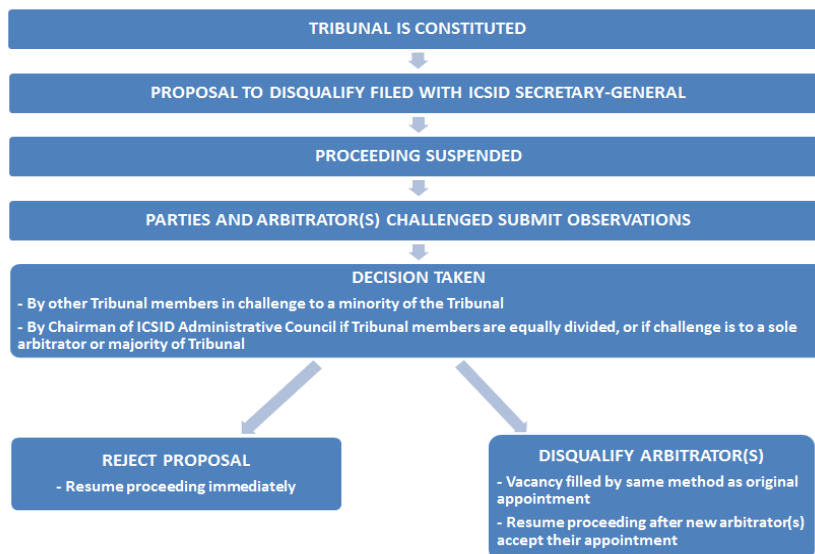 TRIBUNAL IS CONSTITUTED
PROPOSAL TO DISQUALIFY FILED WITH ICSID SECRETARY-GENERAL
PROCEEDING SUSPENDED
PARTIES AND ARBITRATOR(S) CHALLENGED SUBMIT OBSERVATIONS
DECISION TAKEN
- By other Tribunal members in challenge to a minority of the Tribunal
- By Chairman of ICSID Administrative Council if Tribunal members are equally divided, or if challenge is to a sole
arbitrator or majority of Tribunal
REJECT PROPOSAL
- Resume proceeding immediately
DISQUALIFY ARBITRATOR(S)
- Vacancy filled by same method as original
appointment
- Resume proceeding after new arbitrator(s)
accept their appointment